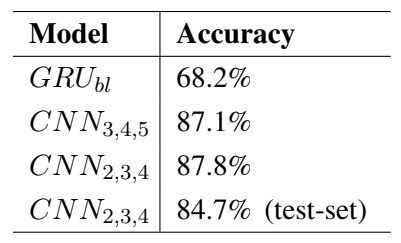 Model Accuracy
GRU_bl 68.2%
CNN_3,4,5 87.1%
CNN_2,3,4 87.8%
CNN_2,3,4 84.7% (test-set)